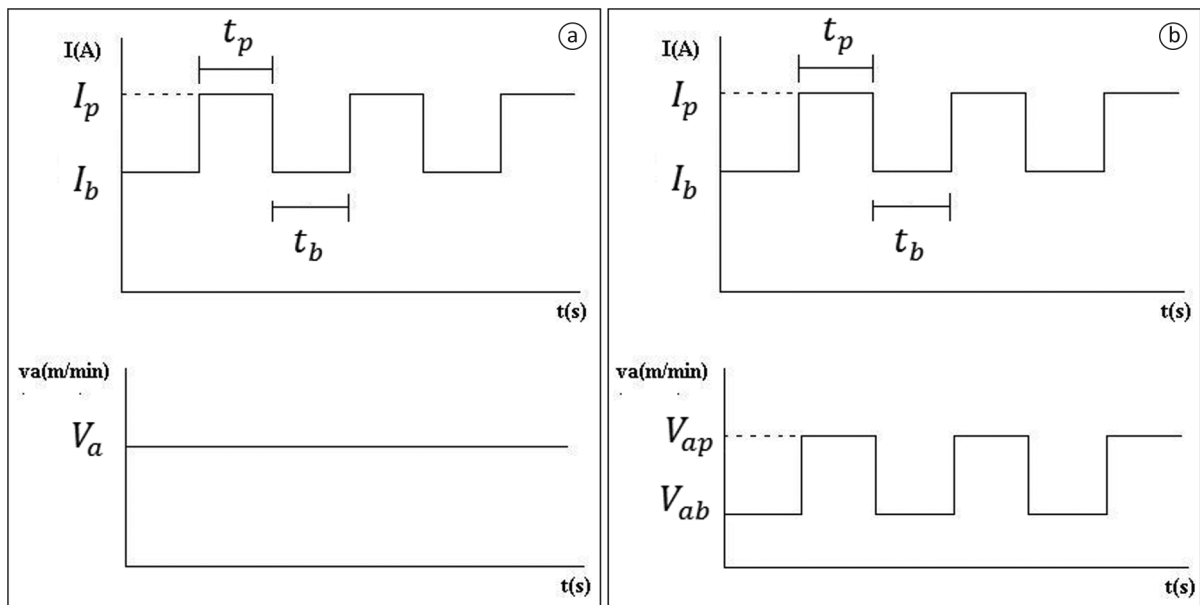 a
I(A)
t_p
I_p
I_b
t_b
t(s)
va(m/min)
V_a
t(s)
b
I(A)
t_p
I_p
I_b
t_b
t(s)
va(m/min)
V_ap
V_ab
t(s)